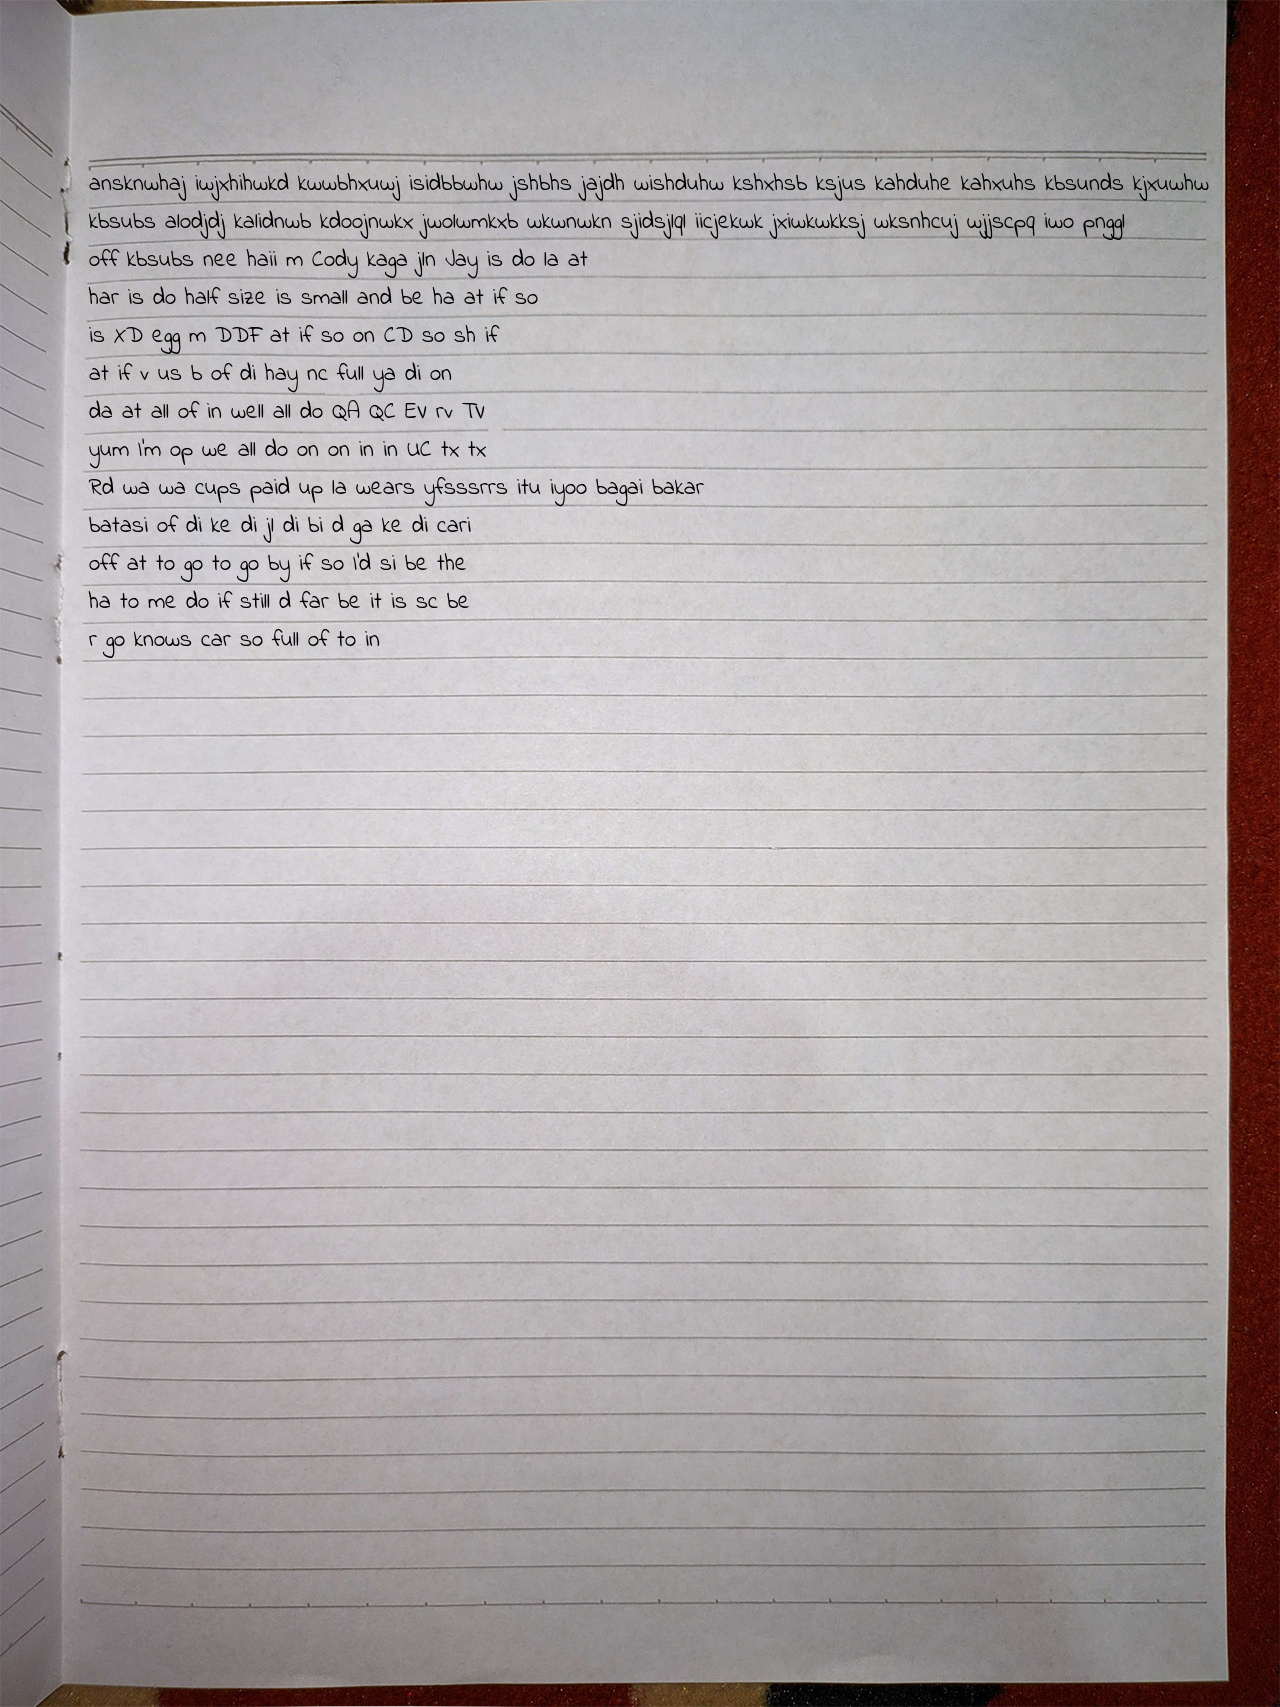 ansknwhaj iwjxhihwkd kwwbhxuwj isidbbwhw jshbhs jajdh wishduhw kshxhsb ksjus kahduhe kahxuhs kbsunds kjxuwhw
kbsubs alodjdj kalidnwb kdoojnwkx jwolwmkxb wkwnwkn sjidsjlql iicjekwk jxiwkwkksj wksnhcuj wjjscpq iwo pnggl
off kbsubs nee haii m Cody kaga jln Jay is do la at
har is do half size is small and be ha at if so
is XD egg m DDF at if so on CD so sh if
at if v us b of di hay nc full ya di on
da at all of in well all do QA QC EV rv TV
yum I'm op we all do on on in in UC tx tx
Rd wa wa cups paid up la wears yfsssrrs itu iyoo bagai bakar
batasi of di ke di jl di bi d ga ke di cari
off at to go to go by if so I'd si be the
ha to me do if still d far be it is sc be
r go knows car so full of to in